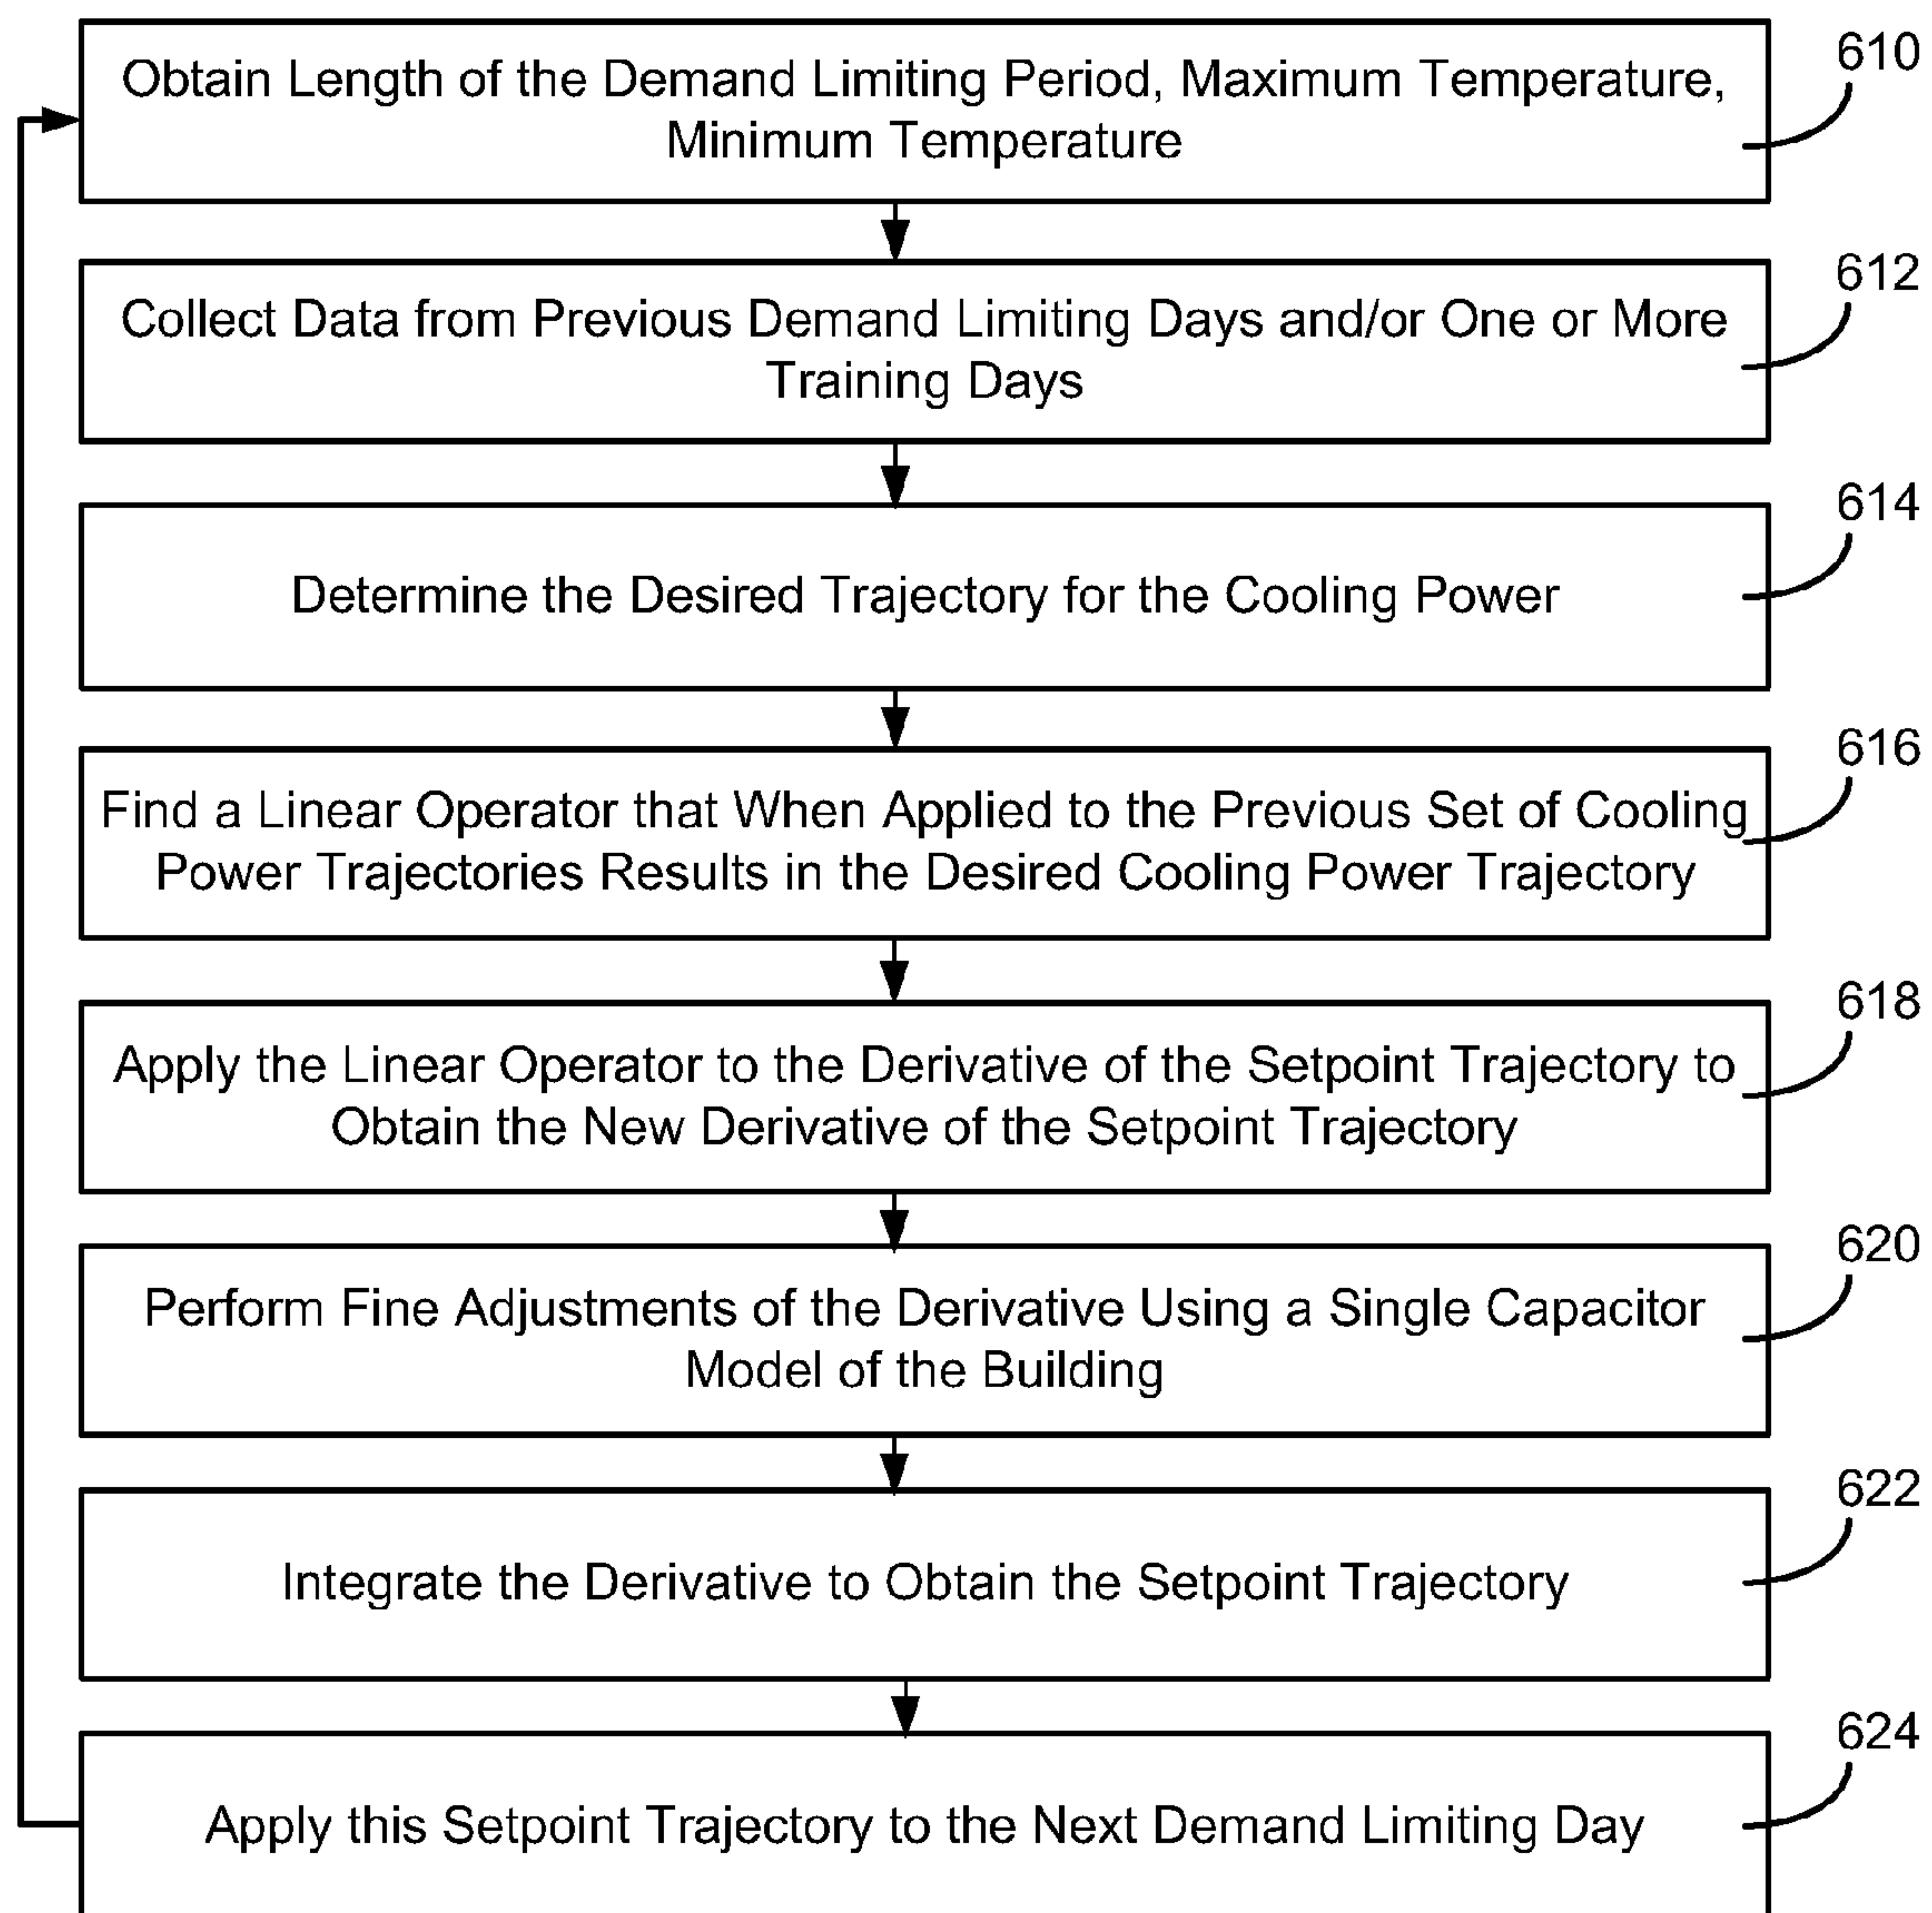 Obtain Length of the Demand Limiting Period, Maximum Temperature,
Minimum Temperature
610
Collect Data from Previous Demand Limiting Days and/or One or More
Training Days
612
Determine the Desired Trajectory for the Cooling Power
614
Find a Linear Operator that When Applied to the Previous Set of Cooling
Power Trajectories Results in the Desired Cooling Power Trajectory
616
Apply the Linear Operator to the Derivative of the Setpoint Trajectory to
Obtain the New Derivative of the Setpoint Trajectory
618
Perform Fine Adjustments of the Derivative Using a Single Capacitor
Model of the Building
620
Integrate the Derivative to Obtain the Setpoint Trajectory
622
Apply this Setpoint Trajectory to the Next Demand Limiting Day
624